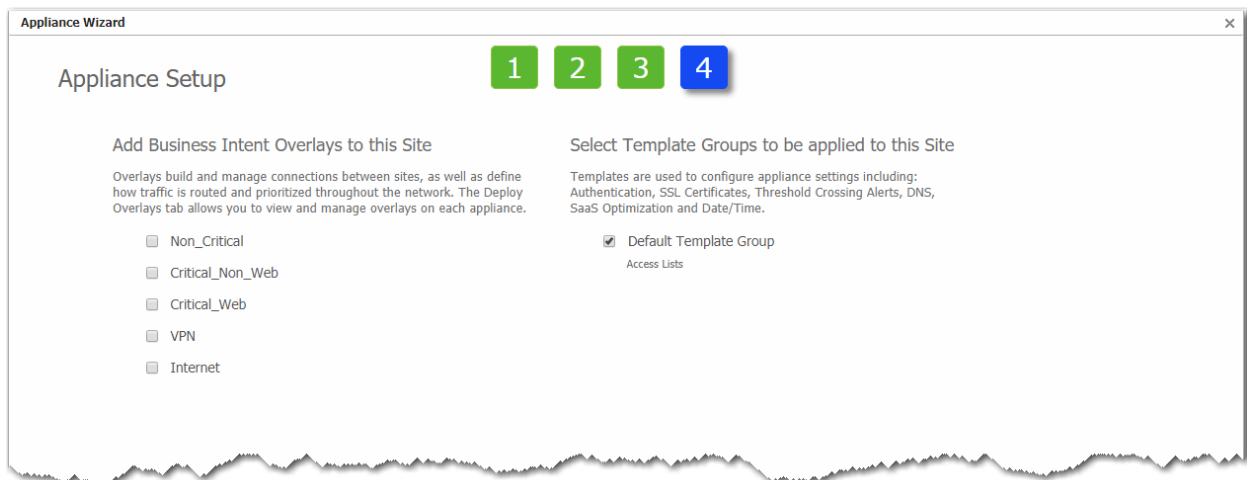 Appliance Wizard
×
1 2 3 4
Appliance Setup
Add Business Intent Overlays to this Site
Overlays build and manage connections between sites, as well as define
how traffic is routed and prioritized throughout the network. The Deploy
Overlays tab allows you to view and manage overlays on each appliance.
Non_Critical
Critical_Non_Web
Critical_Web
VPN
Internet
Select Template Groups to be applied to this Site
Templates are used to configure appliance settings including:
Authentication, SSL Certificates, Threshold Crossing Alerts, DNS,
SaaS Optimization and Date/Time.
Default Template Group
Access Lists